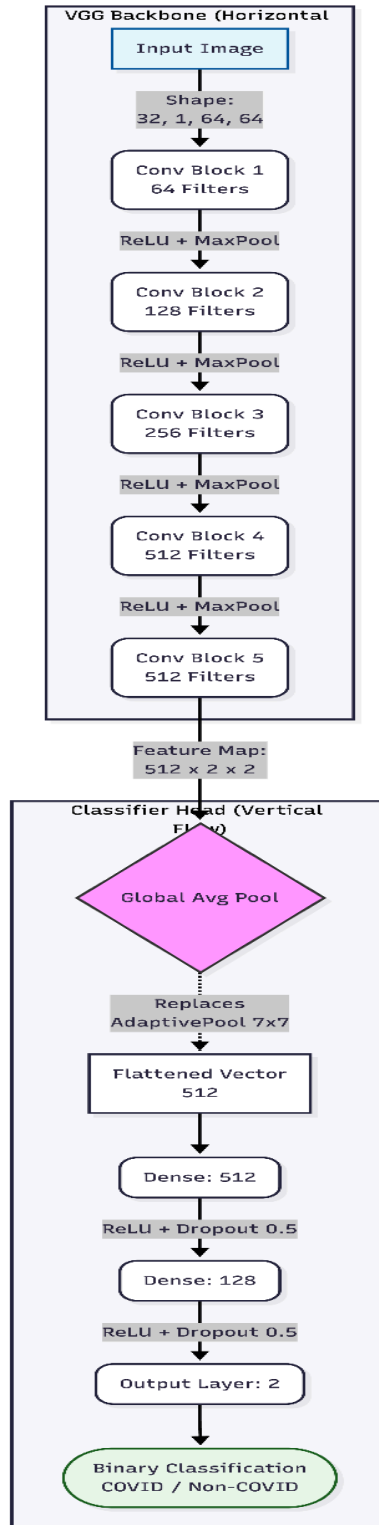 VGG Backbone (Horizontal
Input Image
Shape:
32, 1, 64, 64
Conv Block 1
64 Filters
ReLU + MaxPool
Conv Block 2
128 Filters
ReLU + MaxPool
Conv Block 3
256 Filters
ReLU + MaxPool
Conv Block 4
512 Filters
ReLU + MaxPool
Conv Block 5
512 Filters
Feature Map:
512 x 2 x 2
Classifier Head (Vertical
Global Avg Pool
Replaces
AdaptivePool 7x7
Flattened Vector
512
Dense: 512
ReLU + Dropout 0.5
Dense: 128
ReLU + Dropout 0.5
Output Layer: 2
Binary Classification
COVID / Non-COVID